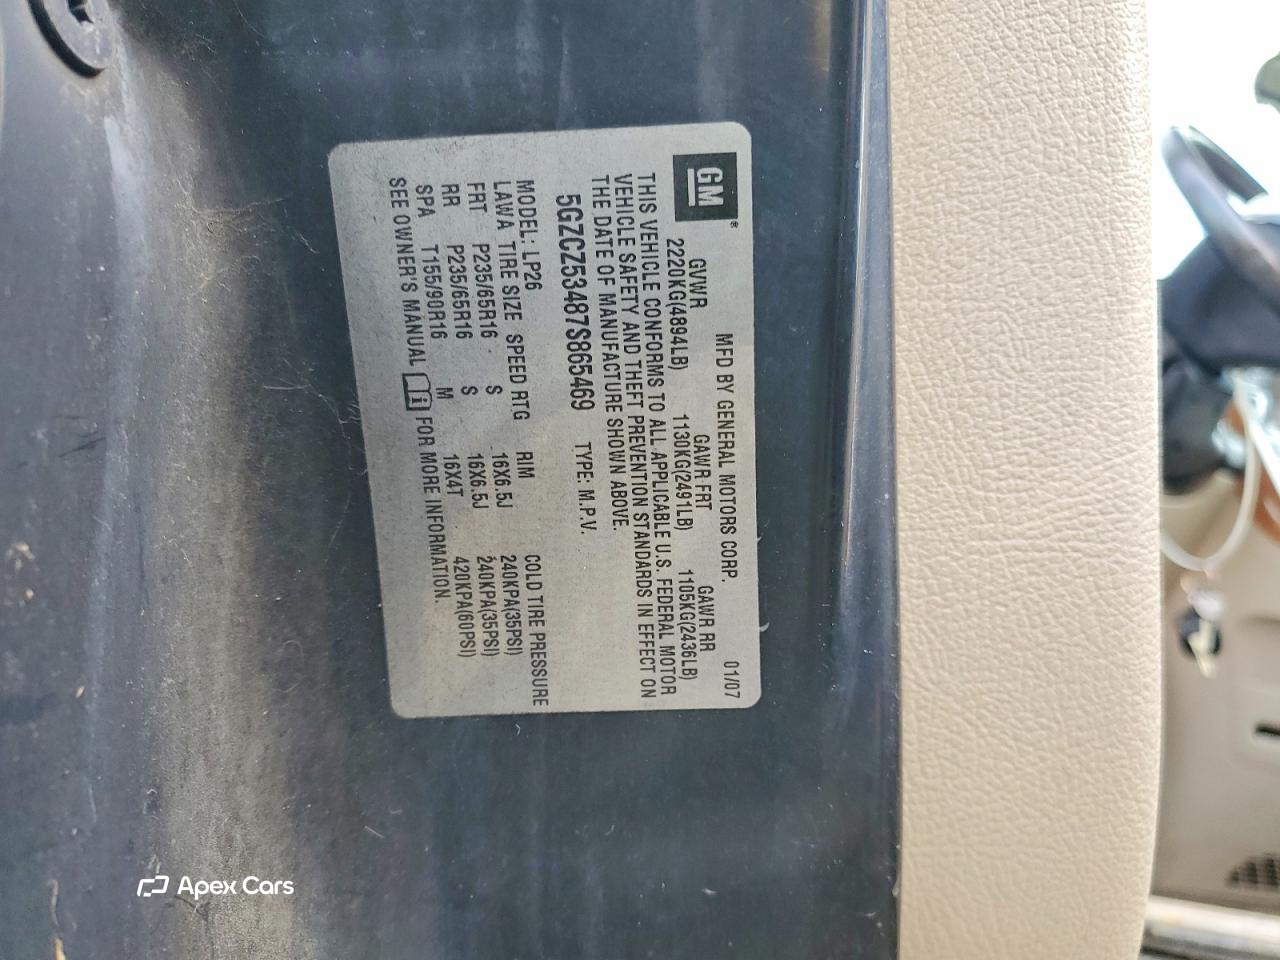 GM®
MFD BY GENERAL MOTORS CORP. 01/07
GVWR GAWR FRT GAWR RR
2220KG(4894LB) 1130KG(2491LB) 1105KG(2436LB)
THIS VEHICLE CONFORMS TO ALL APPLICABLE U.S. FEDERAL MOTOR
VEHICLE SAFETY AND THEFT PREVENTION STANDARDS IN EFFECT ON
THE DATE OF MANUFACTURE SHOWN ABOVE.
5GZCZ53487S865469 TYPE: M.P.V.
MODEL: LP26
LAWA TIRE SIZE SPEED RTG RIM COLD TIRE PRESSURE
FRT P235/65R16 S 16X6.5J 240KPA(35PSI)
RR P235/65R16 S 16X6.5J 240KPA(35PSI)
SPA T155/90R16 M 16X4T 420KPA(60PSI)
SEE OWNER'S MANUAL i FOR MORE INFORMATION.
Apex Cars